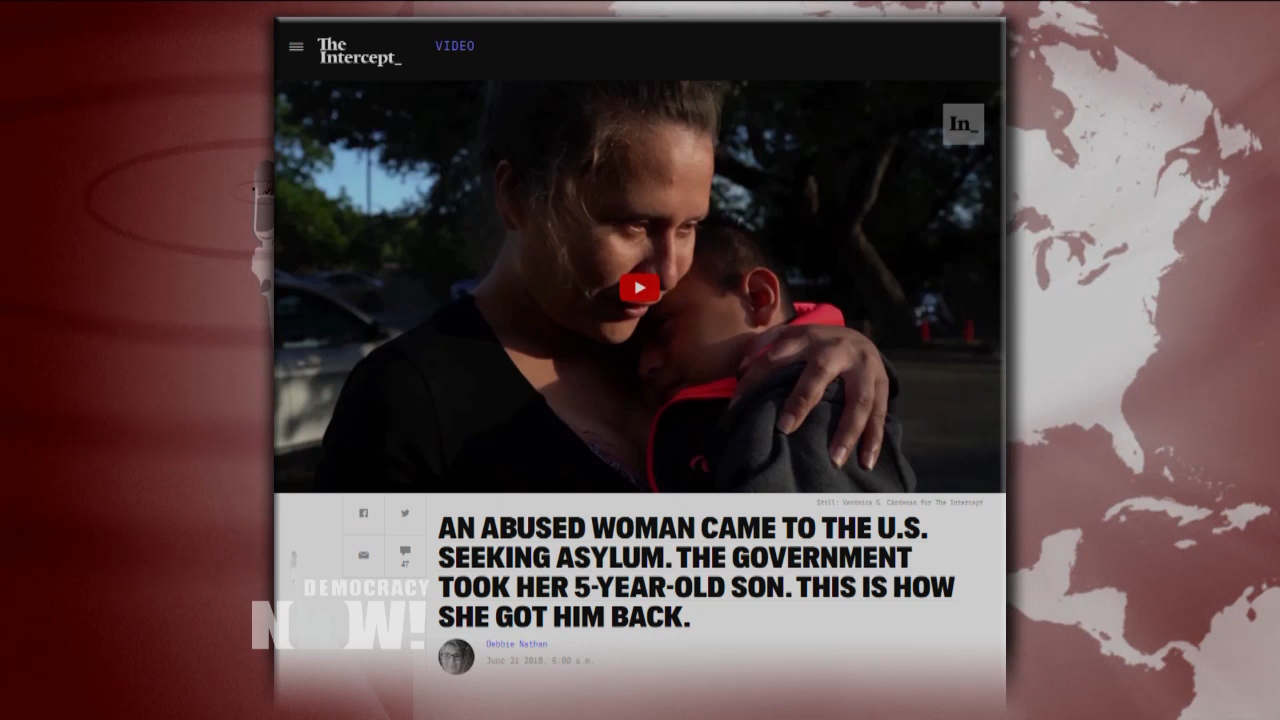 The
Intercept_
VIDEO
In_
Still: Veronica G. Cárdenas for The Intercept
AN ABUSED WOMAN CAME TO THE U.S.
SEEKING ASYLUM. THE GOVERNMENT
TOOK HER 5-YEAR-OLD SON. THIS IS HOW
SHE GOT HIM BACK.
47
DEMOCRACY
NOW!
Debbie Nathan
June 21 2018, 6:00 a.m.